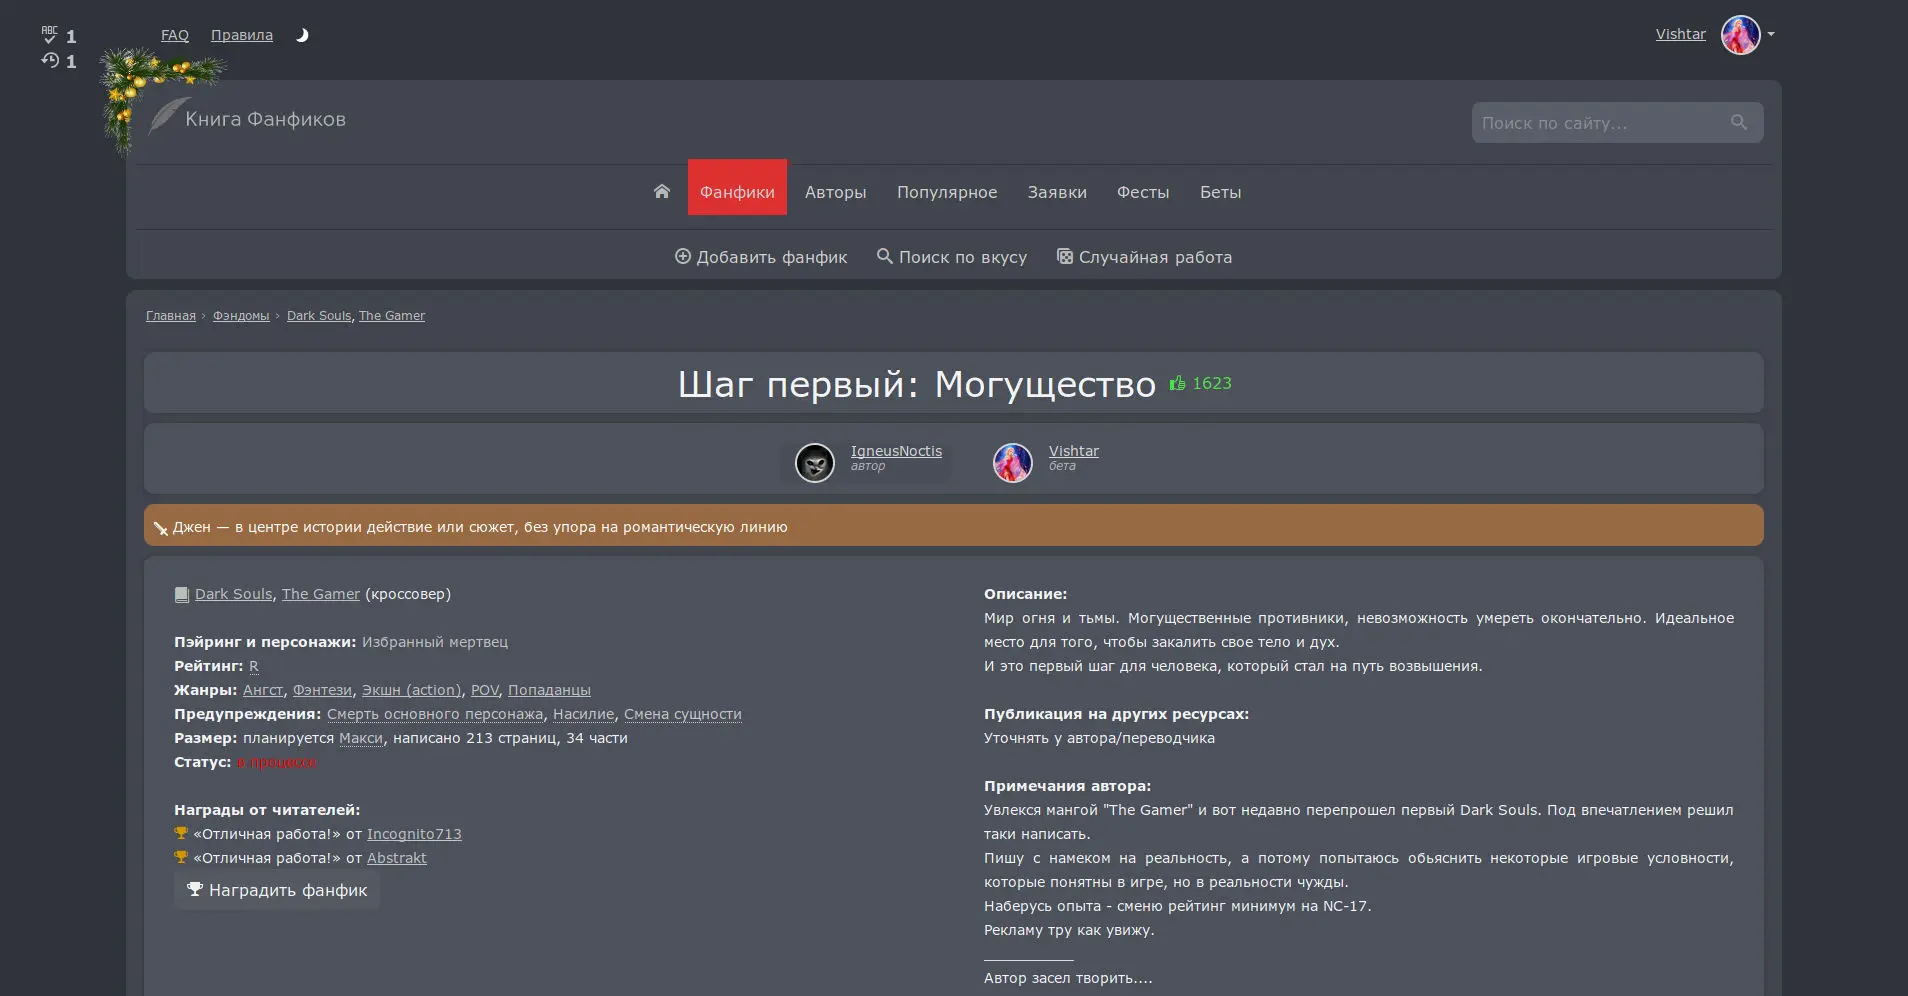 ABC 1
1
FAQ Правила
Vishtar
Книга Фанфиков
Поиск по сайту...
Фанфики Авторы Популярное Заявки Фесты Беты
Добавить фанфик Поиск по вкусу Случайная работа
Главная › Фэндомы › Dark Souls, The Gamer
Шаг первый: Могущество 1623
IgneusNoctis
автор
Vishtar
бета
Джен — в центре истории действие или сюжет, без упора на романтическую линию
Dark Souls, The Gamer (кроссовер)
Пэйринг и персонажи: Избранный мертвец
Рейтинг: R
Жанры: Ангст, Фэнтези, Экшн (action), POV, Попаданцы
Предупреждения: Смерть основного персонажа, Насилие, Смена сущности
Размер: планируется Макси, написано 213 страниц, 34 части
Статус: в процессе
Награды от читателей:
«Отличная работа!» от Incognito713
«Отличная работа!» от Abstrakt
Наградить фанфик
Описание:
Мир огня и тьмы. Могущественные противники, невозможность умереть окончательно. Идеальное
место для того, чтобы закалить свое тело и дух.
И это первый шаг для человека, который стал на путь возвышения.
Публикация на других ресурсах:
Уточнять у автора/переводчика
Примечания автора:
Увлекся мангой "The Gamer" и вот недавно перепрошел первый Dark Souls. Под впечатлением решил
таки написать.
Пишу с намеком на реальность, а потому попытаюсь обьяснить некоторые игровые условности,
которые понятны в игре, но в реальности чужды.
Наберусь опыта - сменю рейтинг минимум на NC-17.
Рекламу тру как увижу.
_____________
Автор засел творить....